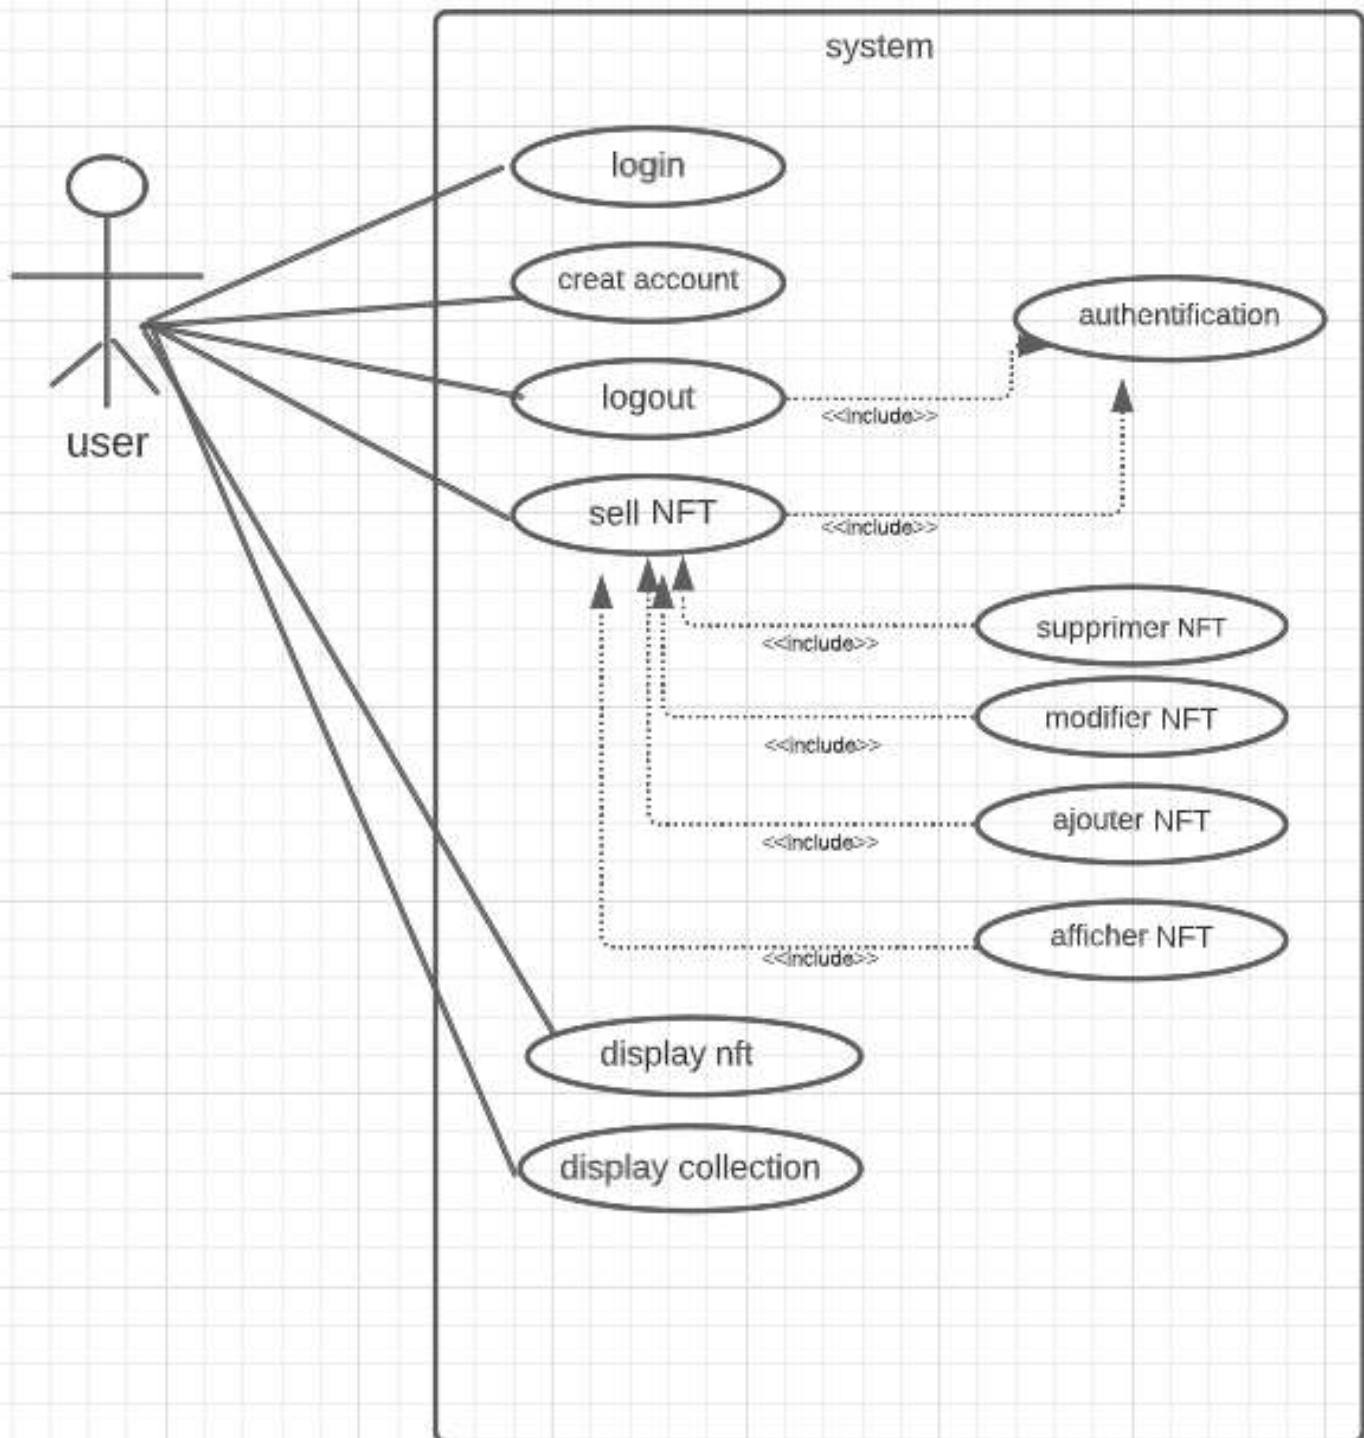 system
login
creat account
authentification
logout
<<include>>
user
sell NFT
<<include>>
supprimer NFT
<<include>>
modifier NFT
<<include>>
ajouter NFT
<<include>>
afficher NFT
<<include>>
display nft
display collection